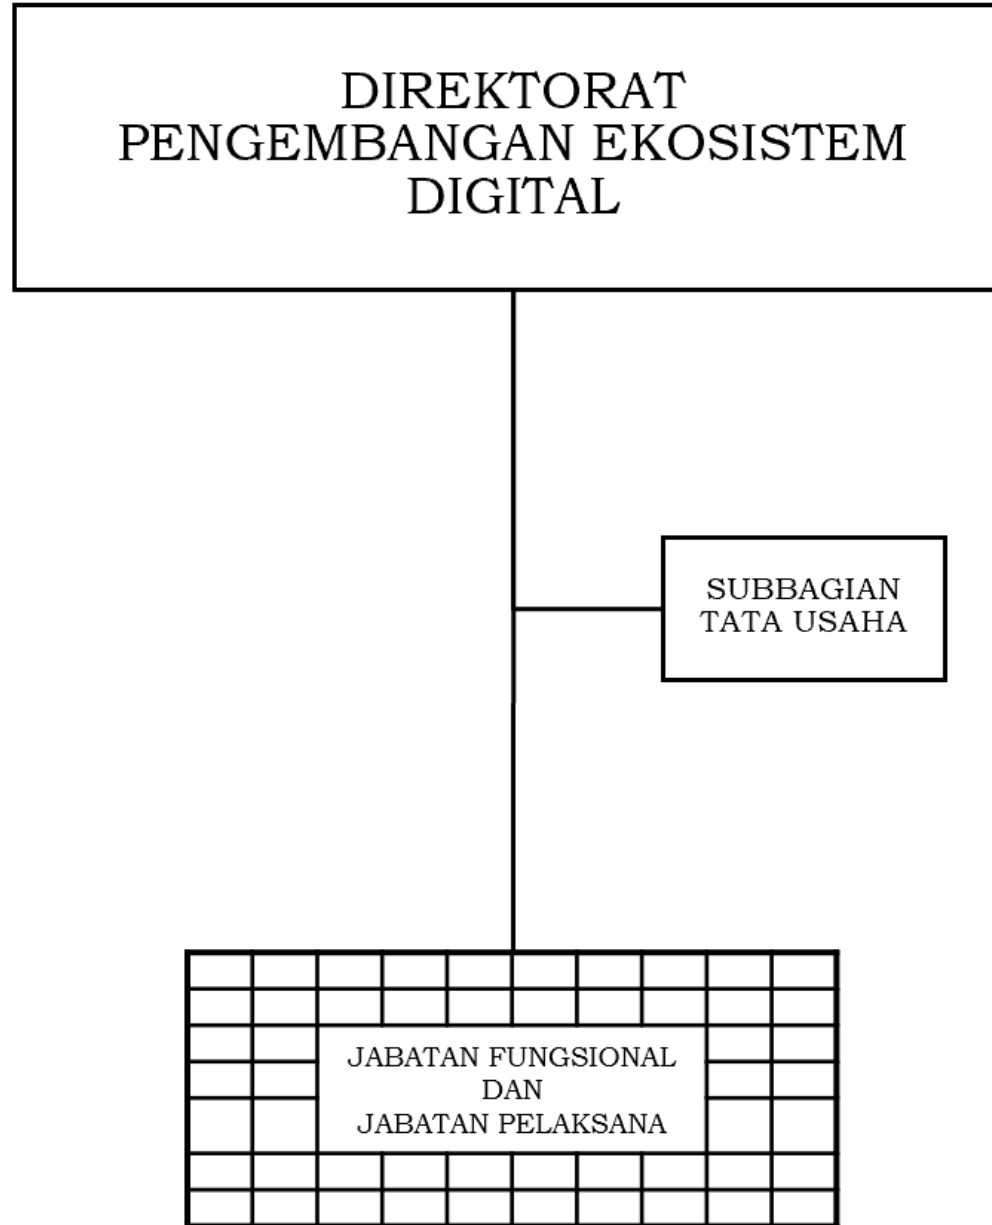 DIREKTORAT
PENGEMBANGAN EKOSISTEM
DIGITAL
SUBBAGIAN
TATA USAHA
JABATAN FUNGSIONAL
DAN
JABATAN PELAKSANA